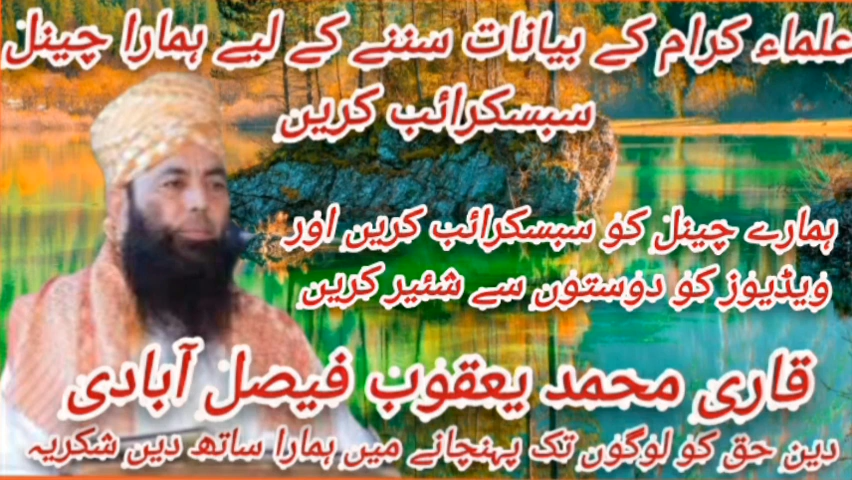 علماء کرام کے بیانات سننے کے لیے ہمارا چینل
سبسکرائب کریں
ہمارے چینل کو سبسکرائب کریں اور
ویڈیوز کو دوستوں سے شئیر کریں
قاری محمد یعقوب فیصل آبادی
دین حق کو لوگوں تک پہنچانے میں ہمارا ساتھ دیں شکریہ